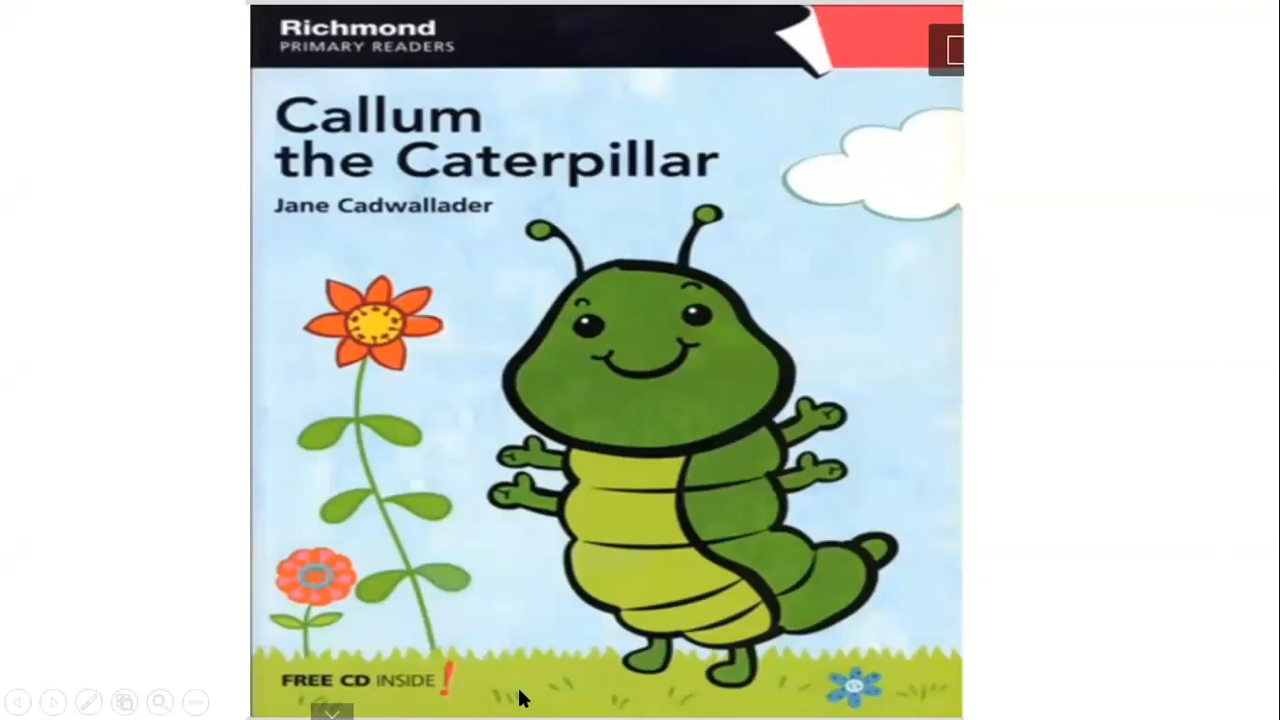 Richmond
PRIMARY READERS
Callum
the Caterpillar
Jane Cadwallader
FREE CD INSIDE!